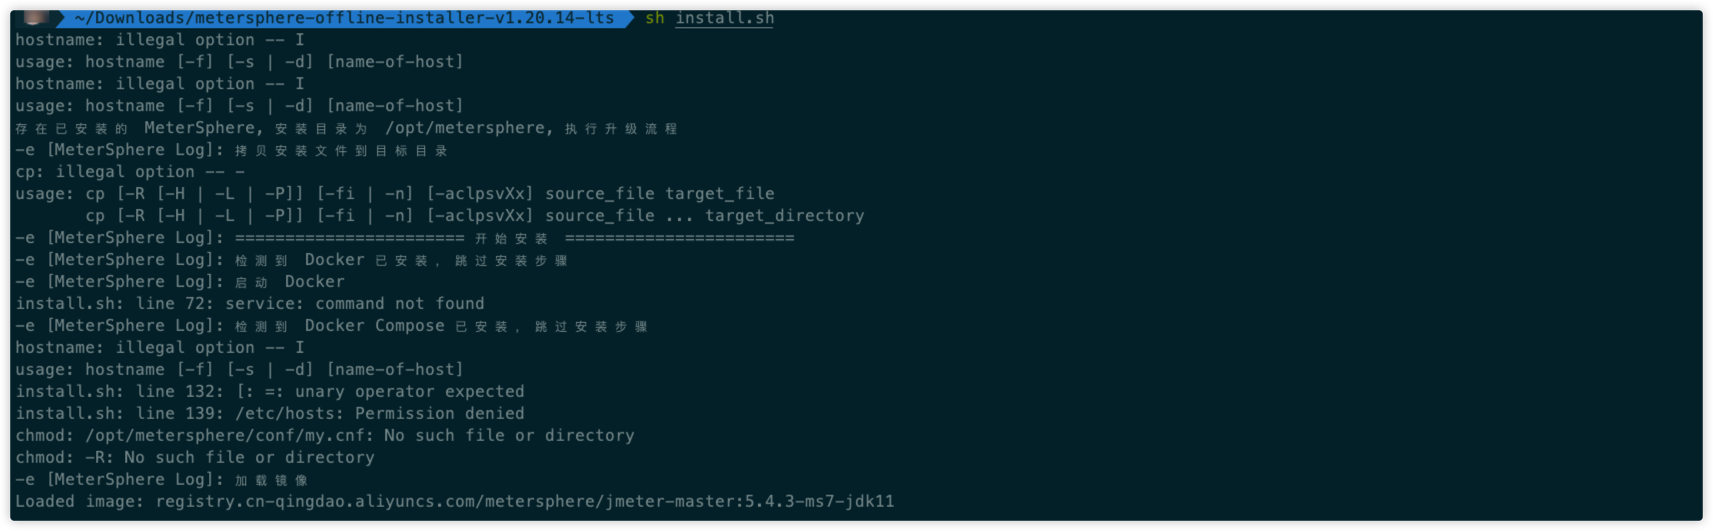 ~/Downloads/metersphere-offline-installer-v1.20.14-lts sh install.sh
hostname: illegal option -- I
usage: hostname [-f] [-s | -d] [name-of-host]
hostname: illegal option -- I
usage: hostname [-f] [-s | -d] [name-of-host]
存在已安装的 MeterSphere, 安装目录为 /opt/metersphere, 执行升级流程
-e [MeterSphere Log]: 拷贝安装文件到目标目录
cp: illegal option -- -
usage: cp [-R [-H | -L | -P]] [-fi | -n] [-aclpsvXx] source_file target_file
       cp [-R [-H | -L | -P]] [-fi | -n] [-aclpsvXx] source_file ... target_directory
-e [MeterSphere Log]: ======================= 开始安装 =======================
-e [MeterSphere Log]: 检测到 Docker 已安装，跳过安装步骤
-e [MeterSphere Log]: 启动 Docker
install.sh: line 72: service: command not found
-e [MeterSphere Log]: 检测到 Docker Compose 已安装，跳过安装步骤
hostname: illegal option -- I
usage: hostname [-f] [-s | -d] [name-of-host]
install.sh: line 132: [: =: unary operator expected
install.sh: line 139: /etc/hosts: Permission denied
chmod: /opt/metersphere/conf/my.cnf: No such file or directory
chmod: -R: No such file or directory
-e [MeterSphere Log]: 加载镜像
Loaded image: registry.cn-qingdao.aliyuncs.com/metersphere/jmeter-master:5.4.3-ms7-jdk11